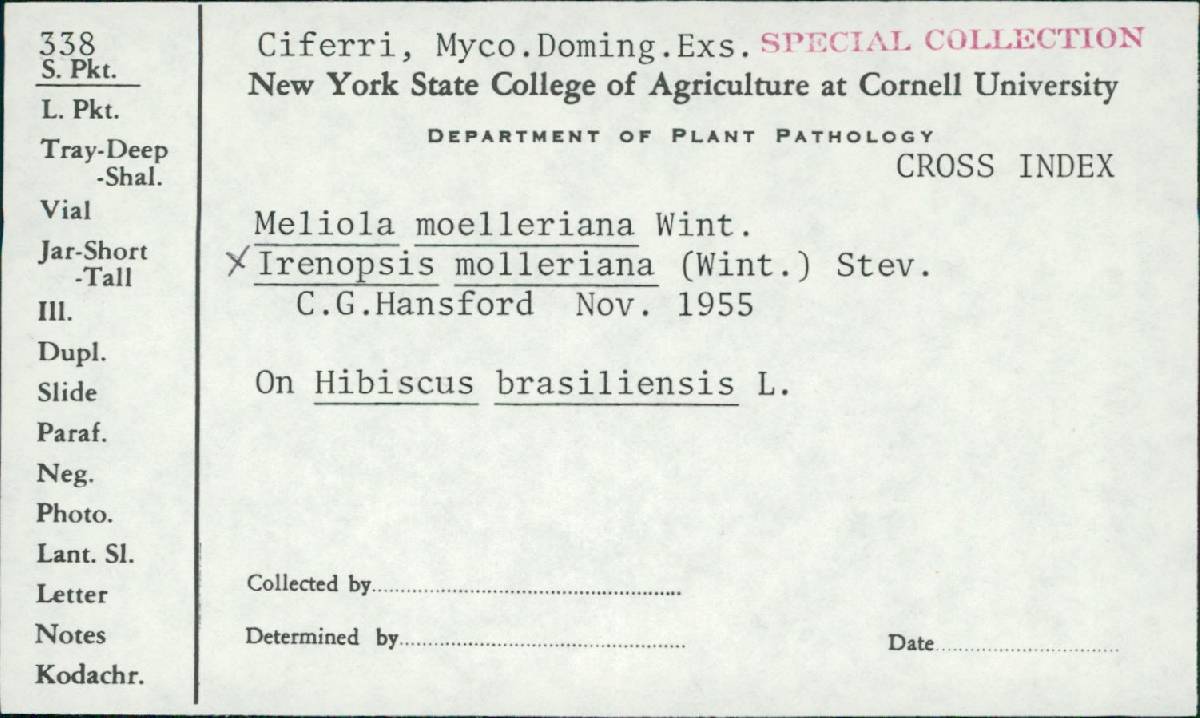 338
S. Pkt.
L. Pkt.
Tray-Deep
-Shal.
Vial
Jar-Short
-Tall
Ill.
Dupl.
Slide
Paraf.
Neg.
Photo.
Lant. Sl.
Letter
Notes
Kodachr.
Ciferri, Myco.Doming.Exs. SPECIAL COLLECTION
New York State College of Agriculture at Cornell University
DEPARTMENT OF PLANT PATHOLOGY
CROSS INDEX
Meliola moelleriana Wint.
X Irenopsis molleriana (Wint.) Stev.
C.G.Hansford Nov. 1955
On Hibiscus brasiliensis L.
Collected by
Determined by
Date